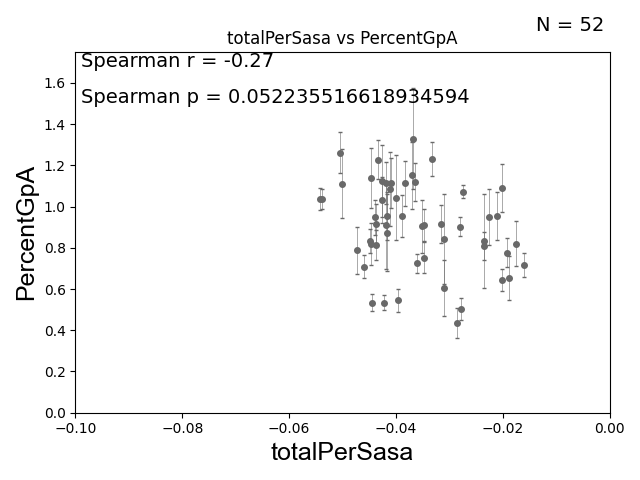 N = 52
totalPerSasa vs PercentGpA
Spearman r = -0.27
Spearman p = 0.052235516618934594
PercentGpA
1.6
1.4
1.2
1.0
0.8
0.6
0.4
0.2
0.0
−0.10 −0.08 −0.06 −0.04 −0.02 0.00
totalPerSasa